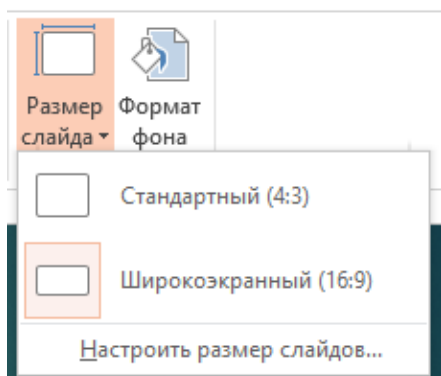 Размер Формат
слайда фона
Стандартный (4:3)
Широкоэкранный (16:9)
Настроить размер слайдов...